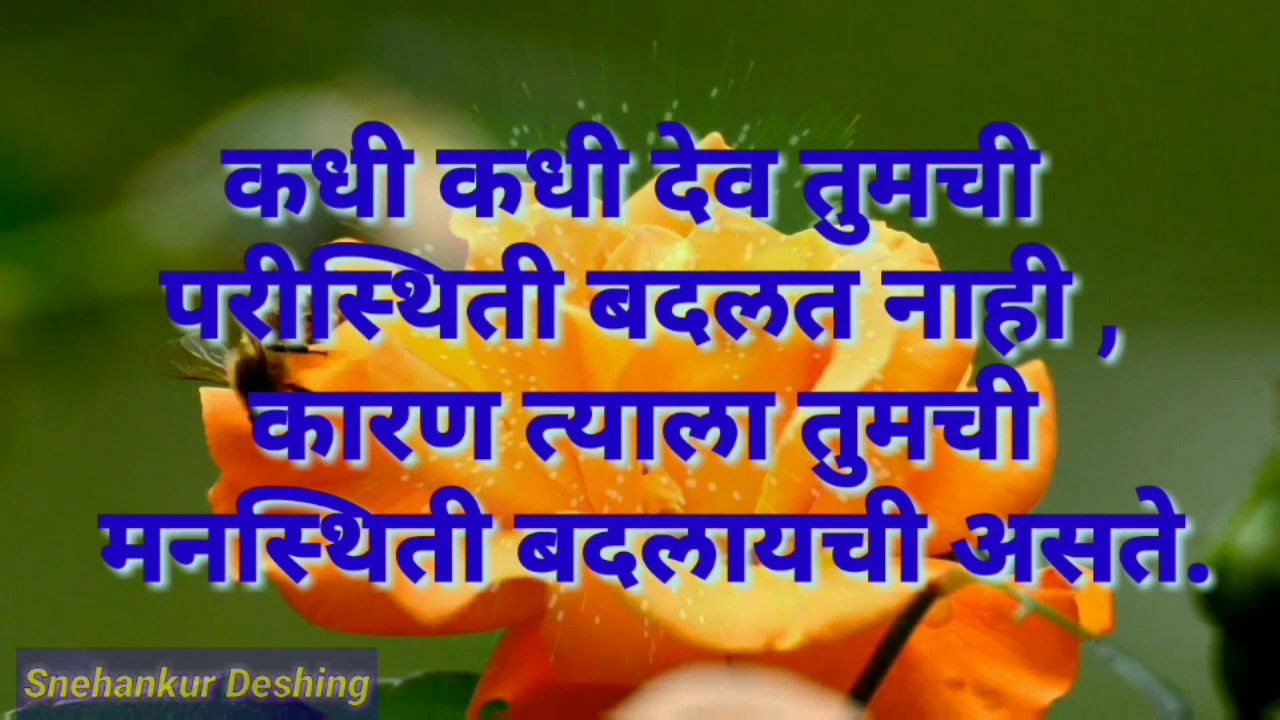 कधी कधी देव तुमची
परीस्थिती बदलत नाही ,
कारण त्याला तुमची
मनस्थिती बदलायची असते.
Snehankur Deshing